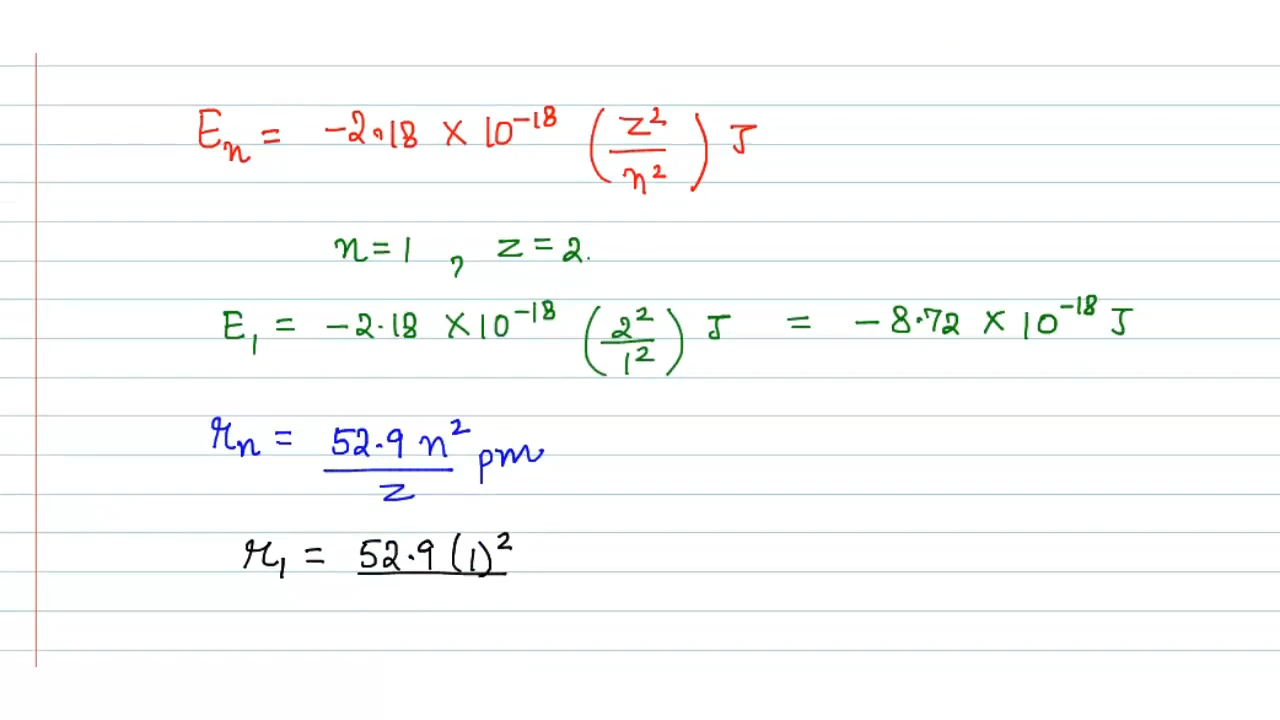 Eₙ = −2.18 × 10⁻¹⁸ (z²/n²) J
n = 1 , z = 2.
E₁ = −2.18 × 10⁻¹⁸ (2²/1²) J = −8.72 × 10⁻¹⁸ J
rₙ = 52.9 n²/z pm
r₁ = 52.9 (1)²